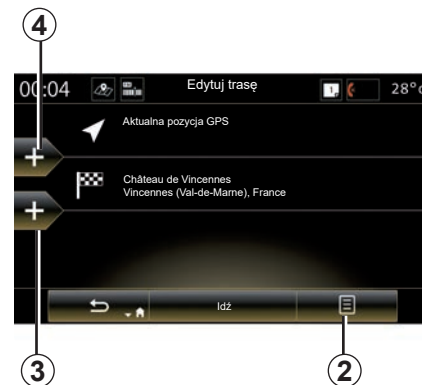 4
00:04
Edytuj trasę
1
28°c
Aktualna pozycja GPS
+
Château de Vincennes
Vincennes (Val-de-Marne), France
+
Idź
3
2